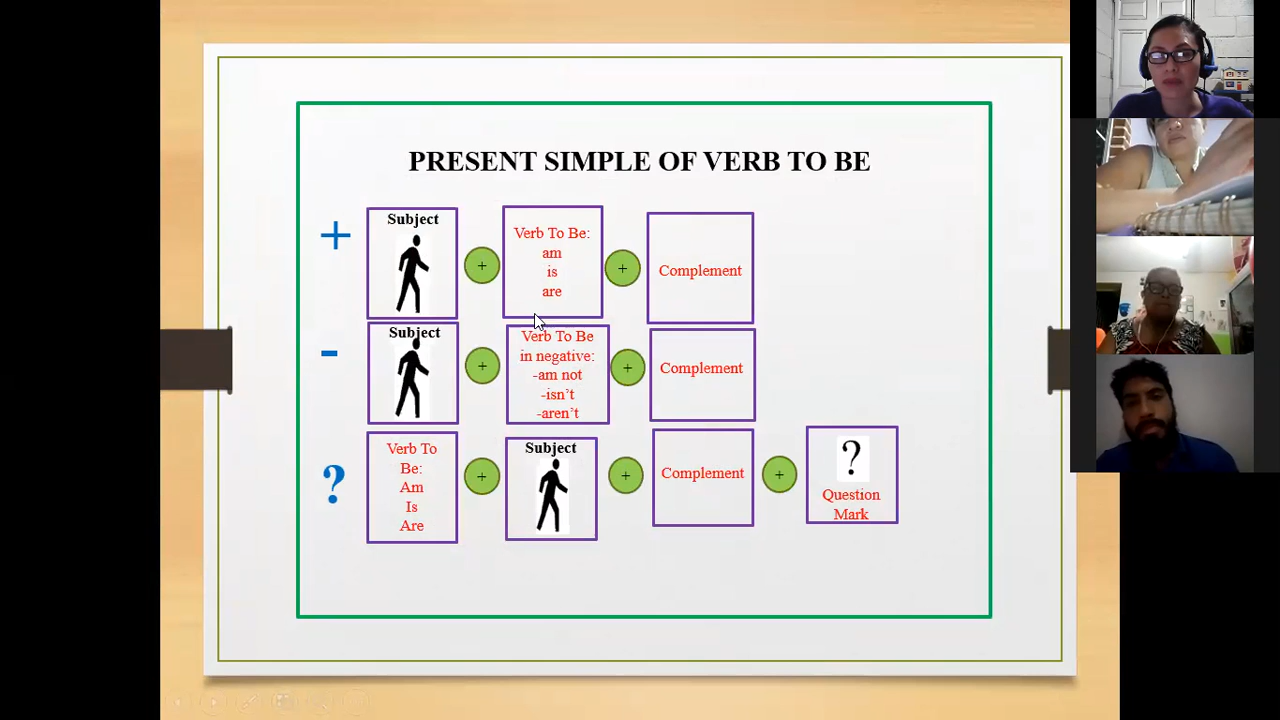 PRESENT SIMPLE OF VERB TO BE
+
Subject
+
Verb To Be:
am
is
are
+
Complement
-
Subject
+
Verb To Be
in negative:
-am not
-isn’t
-aren’t
+
Complement
?
Verb To
Be:
Am
Is
Are
+
Subject
+
Complement
+
?
Question
Mark